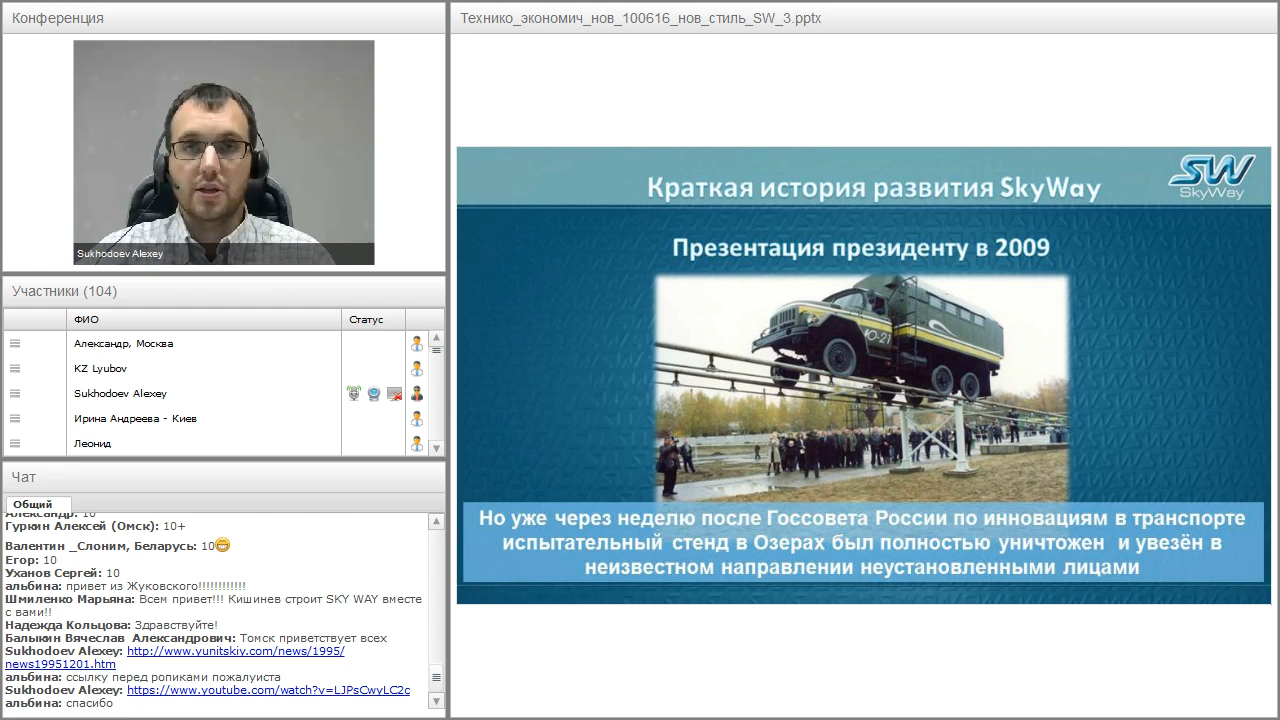 Конференция
Sukhodoev Alexey
Участники (104)
ФИО
Статус
Александр, Москва
KZ Lyubov
Sukhodoev Alexey
Ирина Андреева - Киев
Леонид
Чат
Общий
Александр: 10
Гуркин Алексей (Омск): 10+
Валентин _Слоним, Беларусь: 10
Егор: 10
Уханов Сергей: 10
альбина: привет из Жуковского!!!!!!!!!!!!
Шмиленко Марьяна: Всем привет!!! Кишинев строит SKY WAY вместе
с вами!!
Надежда Кольцова: Здравствуйте!
Балыкин Вячеслав Александрович: Томск приветствует всех
Sukhodoev Alexey: http://www.yunitskiy.com/news/1995/
news19951201.htm
альбина: ссылку перед ропиками пожалуиста
Sukhodoev Alexey: https://www.youtube.com/watch?v=LJPsCwyLC2c
альбина: спасибо
Технико_экономич_нов_100616_нов_стиль_SW_3.pptx
Краткая история развития SkyWay
SW
SkyWay
Презентация президенту в 2009
Ю-21
Но уже через неделю после Госсовета России по инновациям в транспорте
испытательный стенд в Озерах был полностью уничтожен и увезён в
неизвестном направлении неустановленными лицами